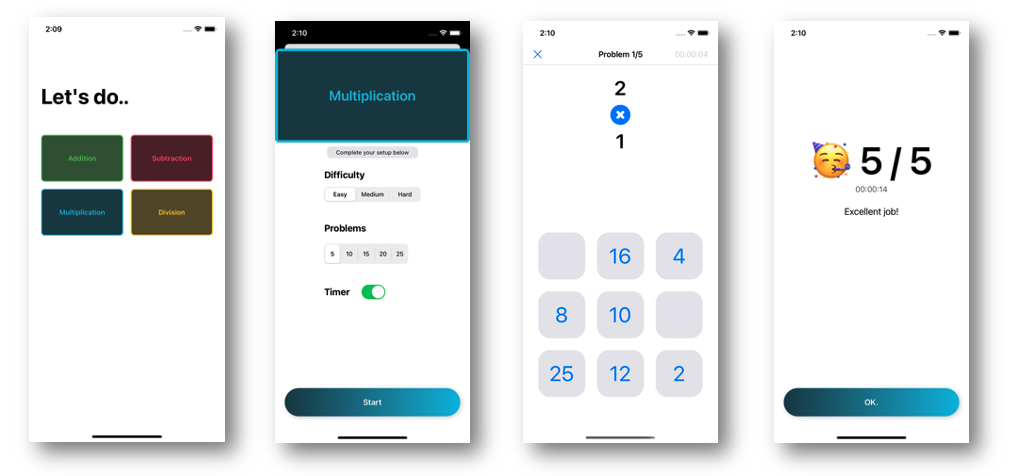 2:09
Let's do..
Addition
Subtraction
Multiplication
Division
2:10
Multiplication
Complete your setup below
Difficulty
Easy Medium Hard
Problems
5 10 15 20 25
Timer
Start
2:10
Problem 1/5 00:00:04
2
1
16 4
8 10
25 12 2
2:10
5/5
00:00:14
Excellent job!
OK.